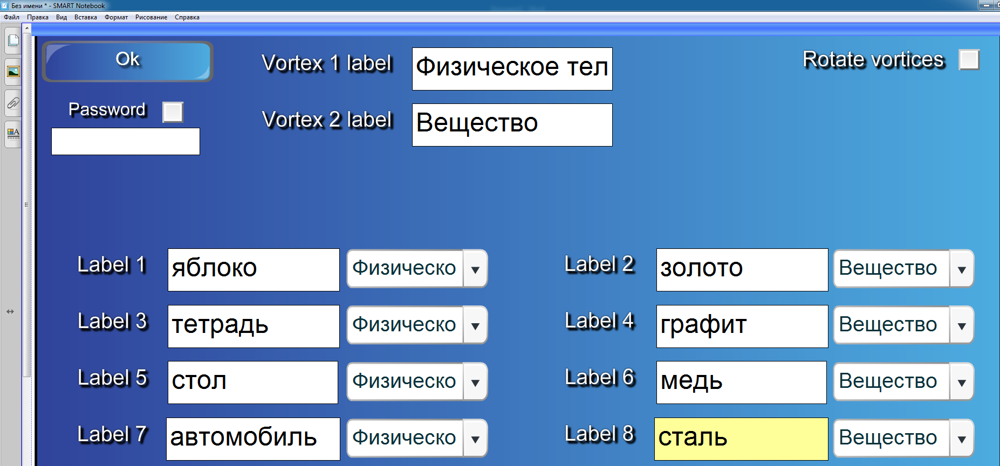 Без имени * - SMART Notebook
Файл Правка Вид Вставка Формат Рисование Справка
Ok
Vortex 1 label Физическое тел
Rotate vortices
Password
Vortex 2 label Вещество
Label 1 яблоко Физическо Label 2 золото Вещество
Label 3 тетрадь Физическо Label 4 графит Вещество
Label 5 стол Физическо Label 6 медь Вещество
Label 7 автомобиль Физическо Label 8 сталь Вещество